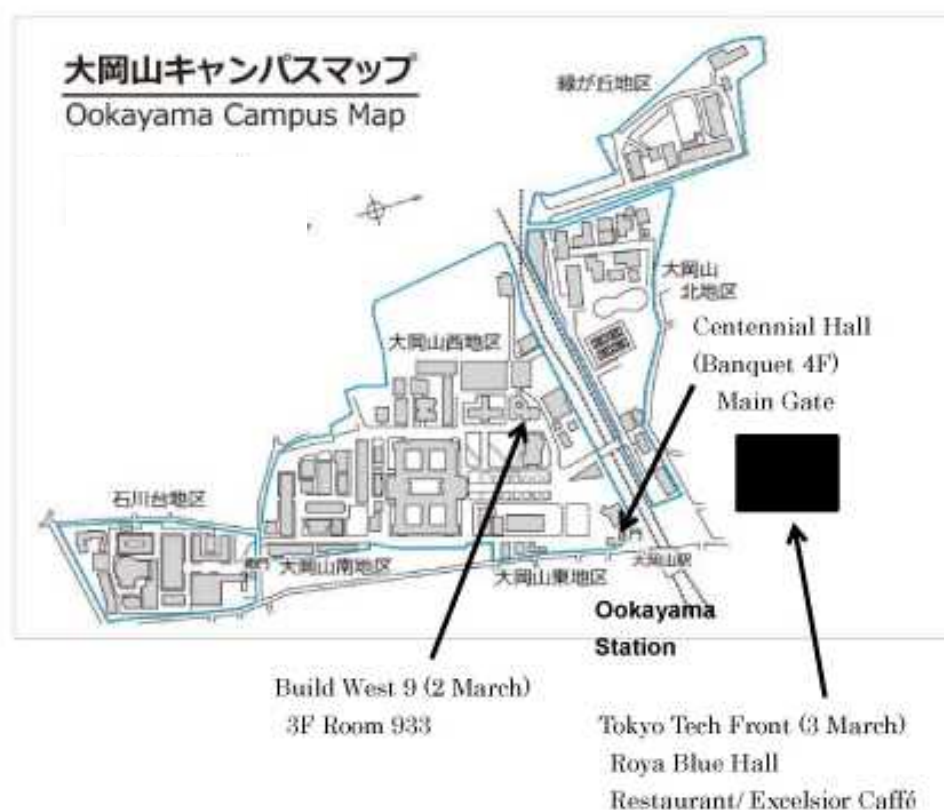 大岡山キャンパスマップ
Ookayama Campus Map
緑が丘地区
大岡山
北地区
Centennial Hall
(Banquet 4F)
Main Gate
大岡山西地区
石川台地区
大岡山南地区
大岡山東地区
大岡山駅
Ookayama
Station
Build West 9 (2 March)
3F Room 933
Tokyo Tech Front (3 March)
Roya Blue Hall
Restaurant/ Excelsior Caffé